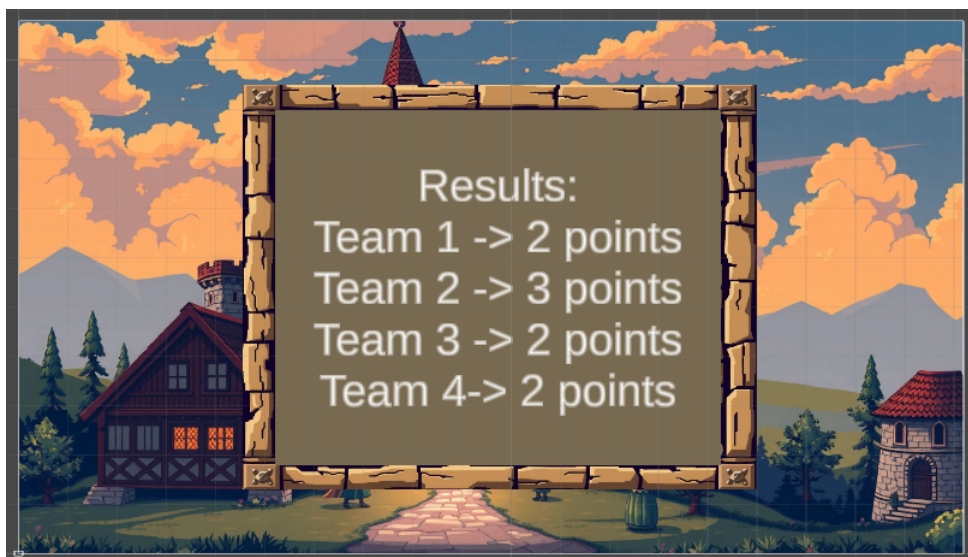 Results:
Team 1 -> 2 points
Team 2 -> 3 points
Team 3 -> 2 points
Team 4-> 2 points